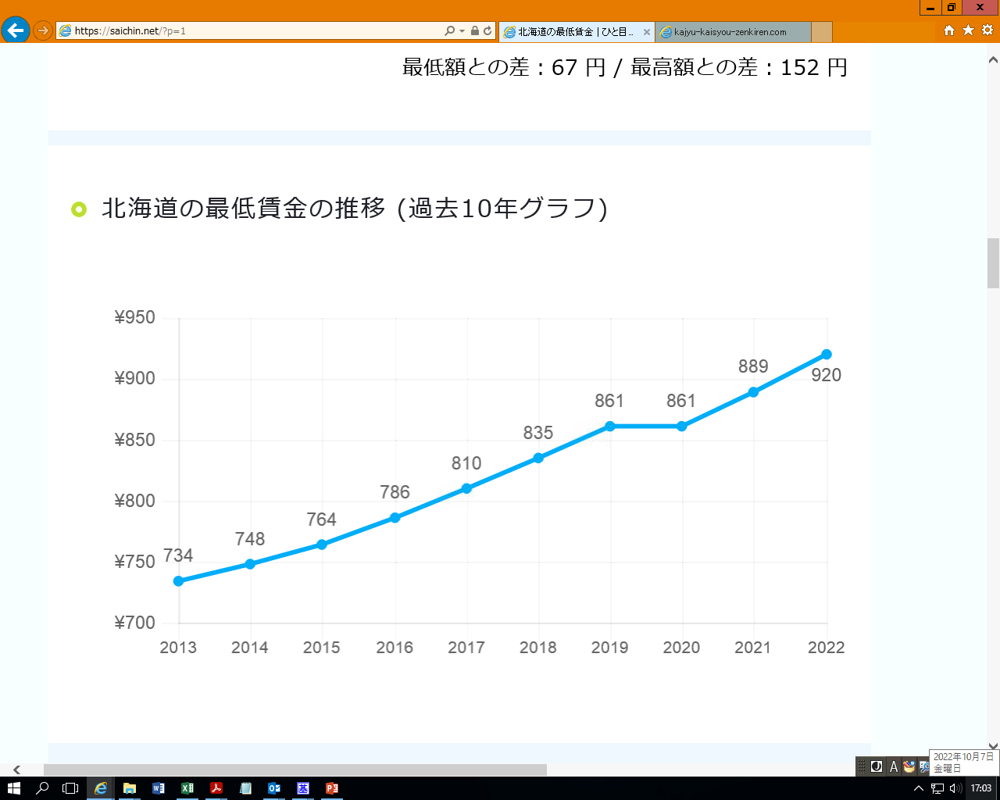 https://saichin.net/?p=1
北海道の最低賃金 | ひと目...
kajyu-kaisyou-zenkiren.com
最低額との差：67 円 / 最高額との差：152 円
北海道の最低賃金の推移 (過去10年グラフ)
¥950
¥900
¥850
¥800
¥750
¥700
734
748
764
786
810
835
861
861
889
920
2013 2014 2015 2016 2017 2018 2019 2020 2021 2022
A
2022年10月7日
金曜日
17:03